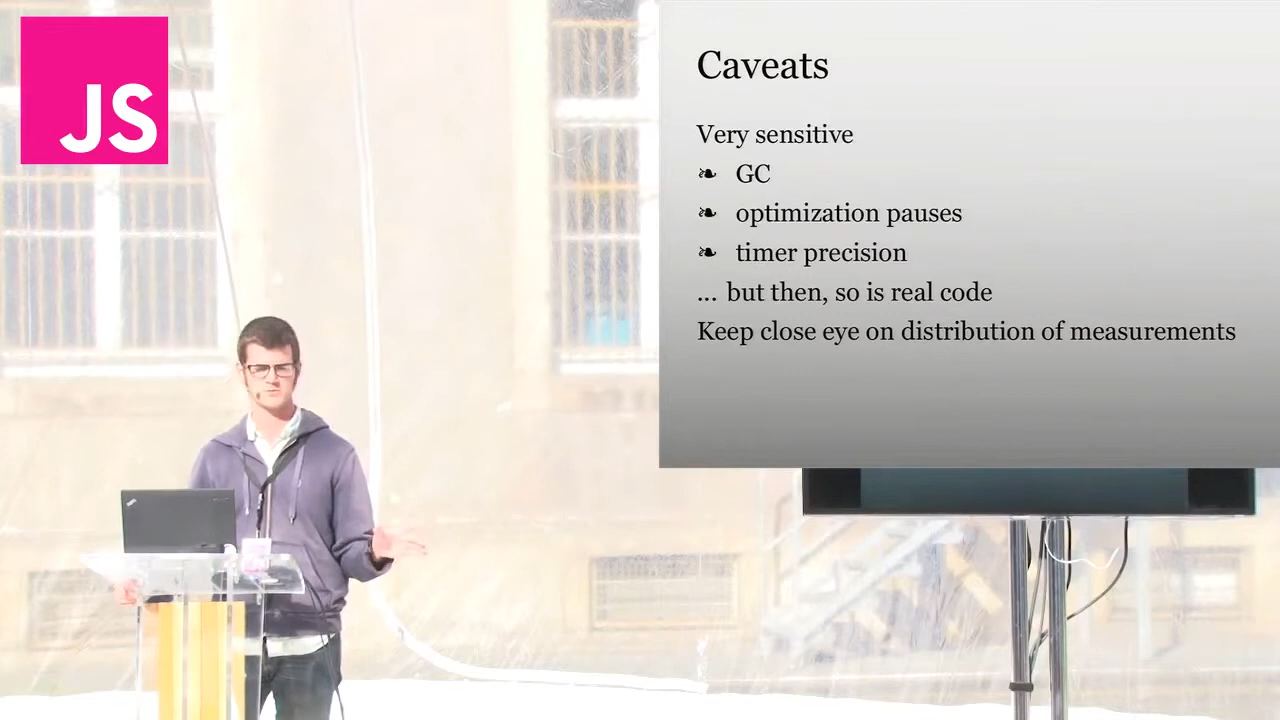 JS
Caveats
Very sensitive
❧ GC
❧ optimization pauses
❧ timer precision
... but then, so is real code
Keep close eye on distribution of measurements